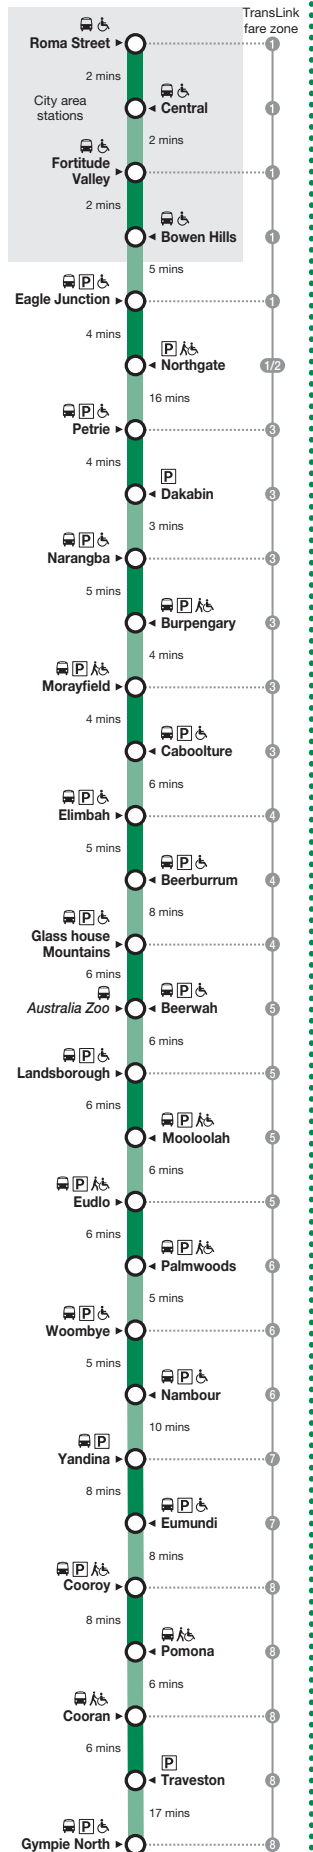 TransLink
fare zone
Roma Street
1
2 mins
City area
stations
Central
1
2 mins
Fortitude
Valley
1
2 mins
Bowen Hills
1
5 mins
P
Eagle Junction
1
4 mins
P
Northgate
1/2
16 mins
P
Petrie
3
4 mins
P
Dakabin
3
3 mins
P
Narangba
3
5 mins
P
Burpengary
3
4 mins
P
Morayfield
3
4 mins
P
Caboolture
3
6 mins
P
Elimbah
4
5 mins
P
Beerburrum
4
8 mins
P
Glass house
Mountains
4
6 mins
P
Australia Zoo
Beerwah
5
6 mins
P
Landsborough
5
6 mins
P
Mooloolah
5
6 mins
P
Eudlo
5
6 mins
P
Palmwoods
6
5 mins
P
Woombye
6
5 mins
P
Nambour
6
10 mins
P
Yandina
7
8 mins
P
Eumundi
7
8 mins
P
Cooroy
8
8 mins
Pomona
8
6 mins
Cooran
8
6 mins
P
Traveston
8
17 mins
P
Gympie North
8